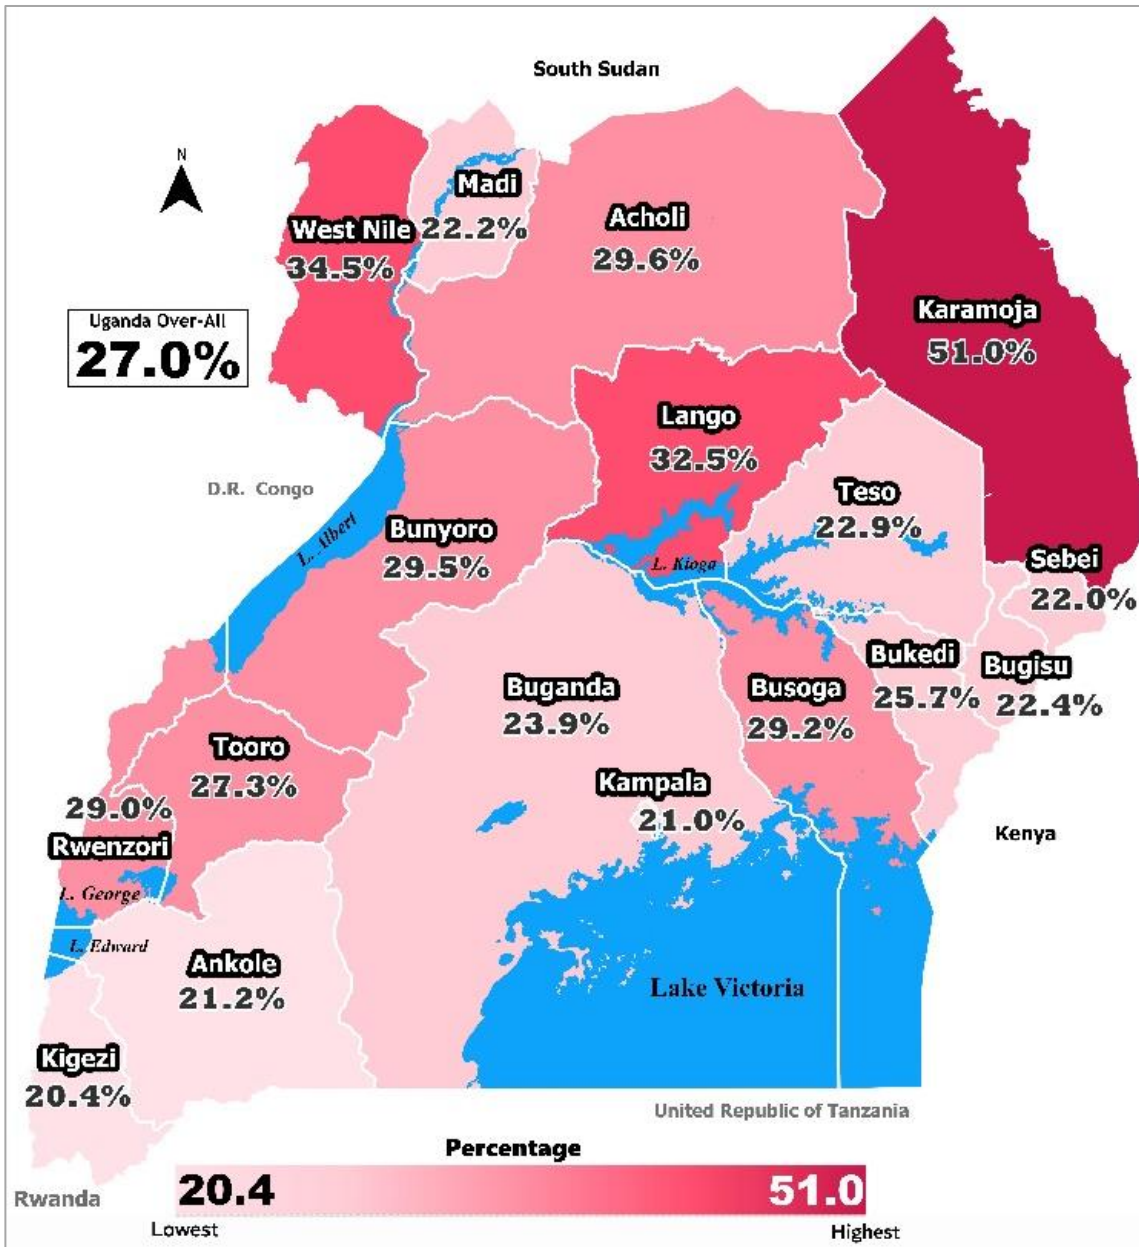 South Sudan
N
Madi
22.2%
West Nile
34.5%
Acholi
29.6%
Karamoja
51.0%
Uganda Over-All
27.0%
Lango
32.5%
D.R. Congo
L. Albert
Bunyoro
29.5%
Teso
22.9%
L. Kioga
Sebei
22.0%
Bukedi
25.7%
Bugisu
22.4%
Buganda
23.9%
Busoga
29.2%
Tooro
27.3%
Kampala
21.0%
29.0%
Rwenzori
Kenya
L. George
L. Edward
Ankole
21.2%
Lake Victoria
Kigezi
20.4%
United Republic of Tanzania
Percentage
20.4
51.0
Rwanda
Lowest
Highest